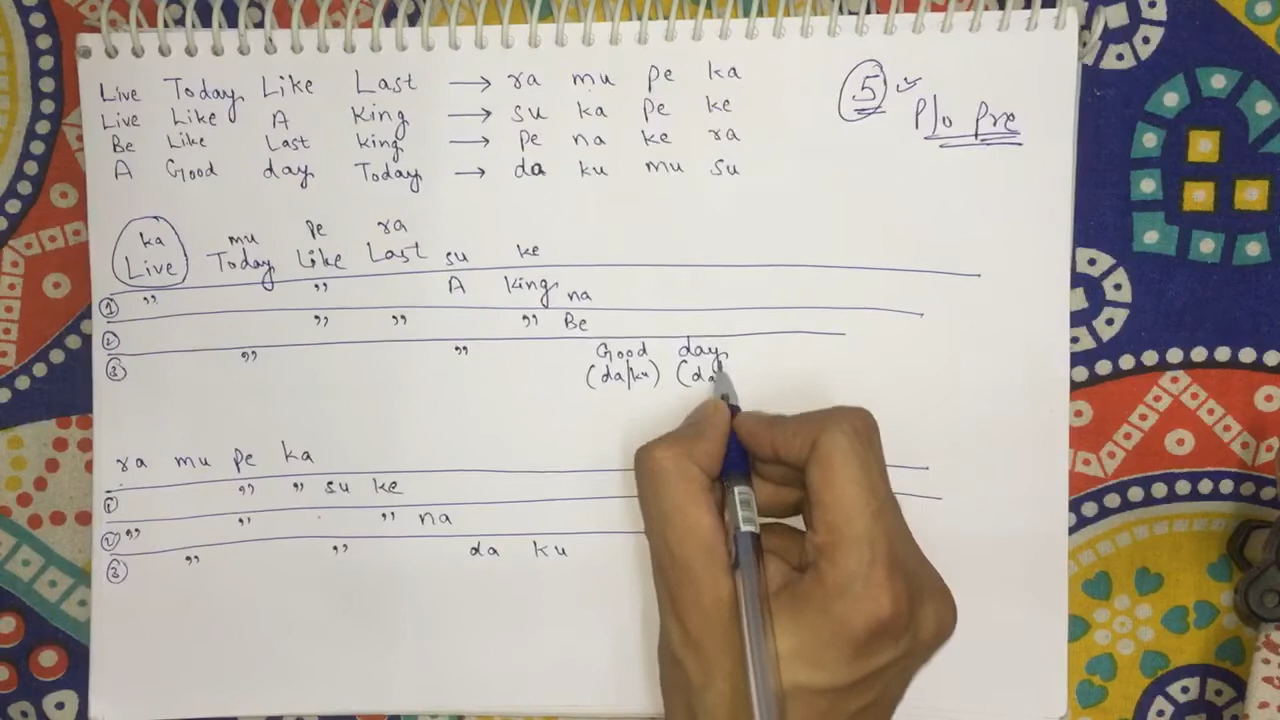 Live Today Like Last → ra mu pe ka
Live Like A King → su ka pe ke
Be Like Last king → pe na ke ra
A Good day Today → da ku mu su
5
P/o Pre
ka mu pe ra
Live Today Like Last su ke
① ,, ,, A King na
② ,, ,, ,, Be
③ ,, ,, Good day
(da/ku) (da
ra mu pe ka
① ,, ,, su ke
② ,, ,, ,, na
③ ,, ,, da ku